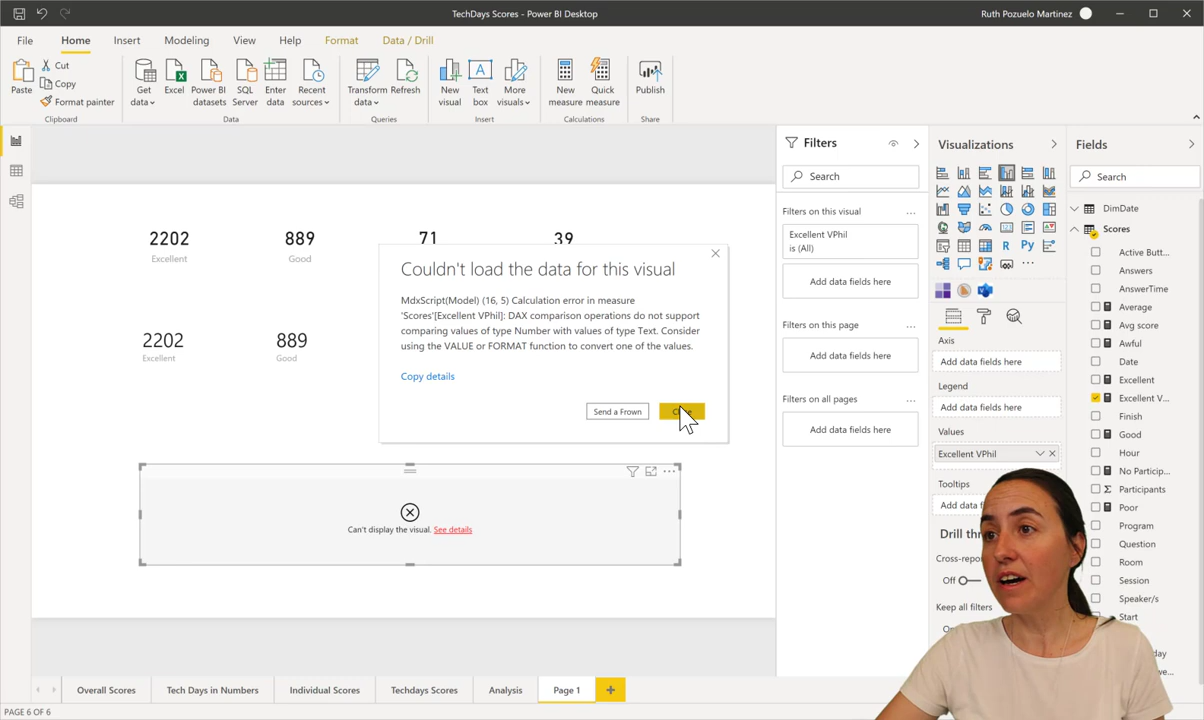 TechDays Scores - Power BI Desktop
Ruth Pozuelo Martinez
File Home Insert Modeling View Help Format Data / Drill
Paste
Cut
Copy
Format painter
Clipboard
Get data
Excel
Power BI datasets
SQL Server
Enter data
Recent sources
Data
Transform data
Refresh
Queries
New visual
Text box
More visuals
Insert
New measure
Quick measure
Calculations
Publish
Share
2202
Excellent
889
Good
71
39
2202
Excellent
889
Good
Couldn't load the data for this visual
MdxScript(Model) (16, 5) Calculation error in measure
'Scores'[Excellent VPhil]: DAX comparison operations do not support
comparing values of type Number with values of type Text. Consider
using the VALUE or FORMAT function to convert one of the values.
Copy details
Send a Frown
Can't display the visual. See details
Filters
Search
Filters on this visual
Excellent VPhil
is (All)
Add data fields here
Filters on this page
Add data fields here
Filters on all pages
Add data fields here
Visualizations
R Py
Axis
Add data fields here
Legend
Add data fields here
Values
Excellent VPhil
Tooltips
Add data
Drill
Cross-repor
Off
Keep all filters
Fields
Search
DimDate
Scores
Active Butt...
Answers
AnswerTime
Average
Avg score
Awful
Date
Excellent
Excellent V...
Finish
Good
Hour
No Particip...
Σ Participants
Poor
Program
Question
Room
Session
Speaker/s
Start
Overall Scores
Tech Days in Numbers
Individual Scores
Techdays Scores
Analysis
Page 1
PAGE 6 OF 6